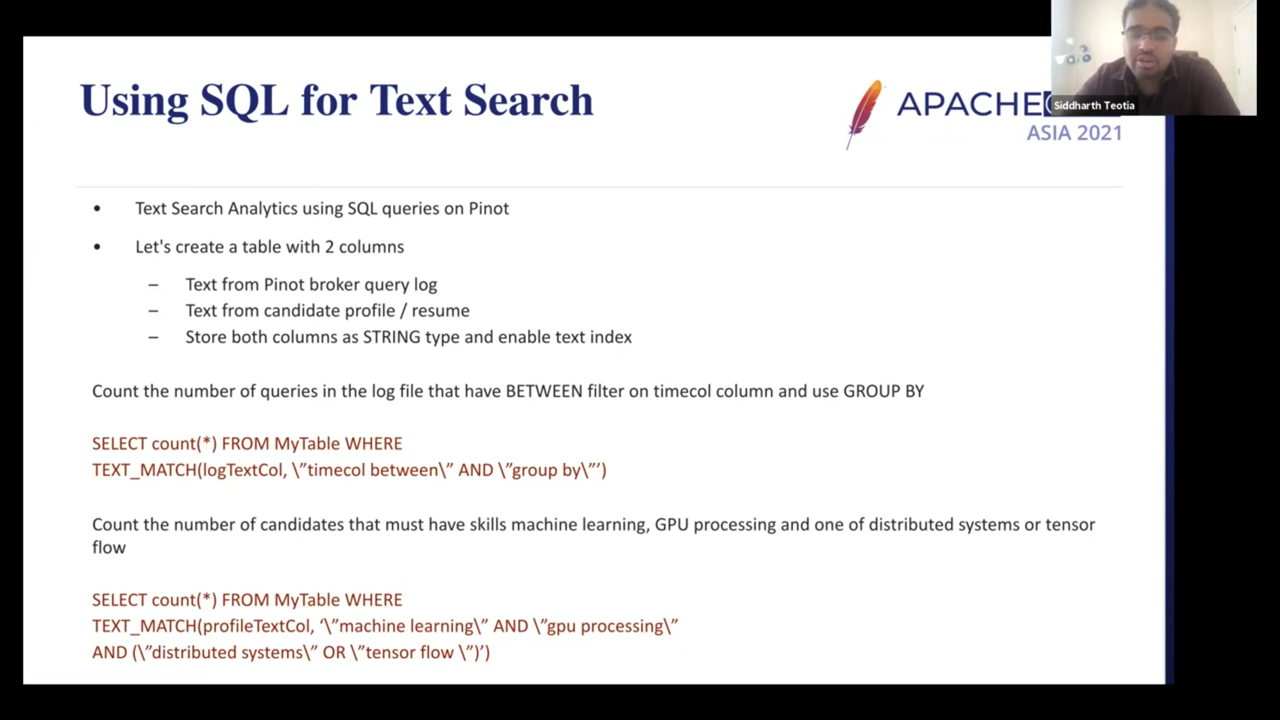 Siddharth Teotia
Using SQL for Text Search
APACHE
ASIA 2021
• Text Search Analytics using SQL queries on Pinot
• Let's create a table with 2 columns
– Text from Pinot broker query log
– Text from candidate profile / resume
– Store both columns as STRING type and enable text index
Count the number of queries in the log file that have BETWEEN filter on timecol column and use GROUP BY
SELECT count(*) FROM MyTable WHERE
TEXT_MATCH(logTextCol, \”timecol between\” AND \”group by\”’)
Count the number of candidates that must have skills machine learning, GPU processing and one of distributed systems or tensor
flow
SELECT count(*) FROM MyTable WHERE
TEXT_MATCH(profileTextCol, ‘\”machine learning\” AND \”gpu processing\”
AND (\”distributed systems\” OR \”tensor flow \”)’)